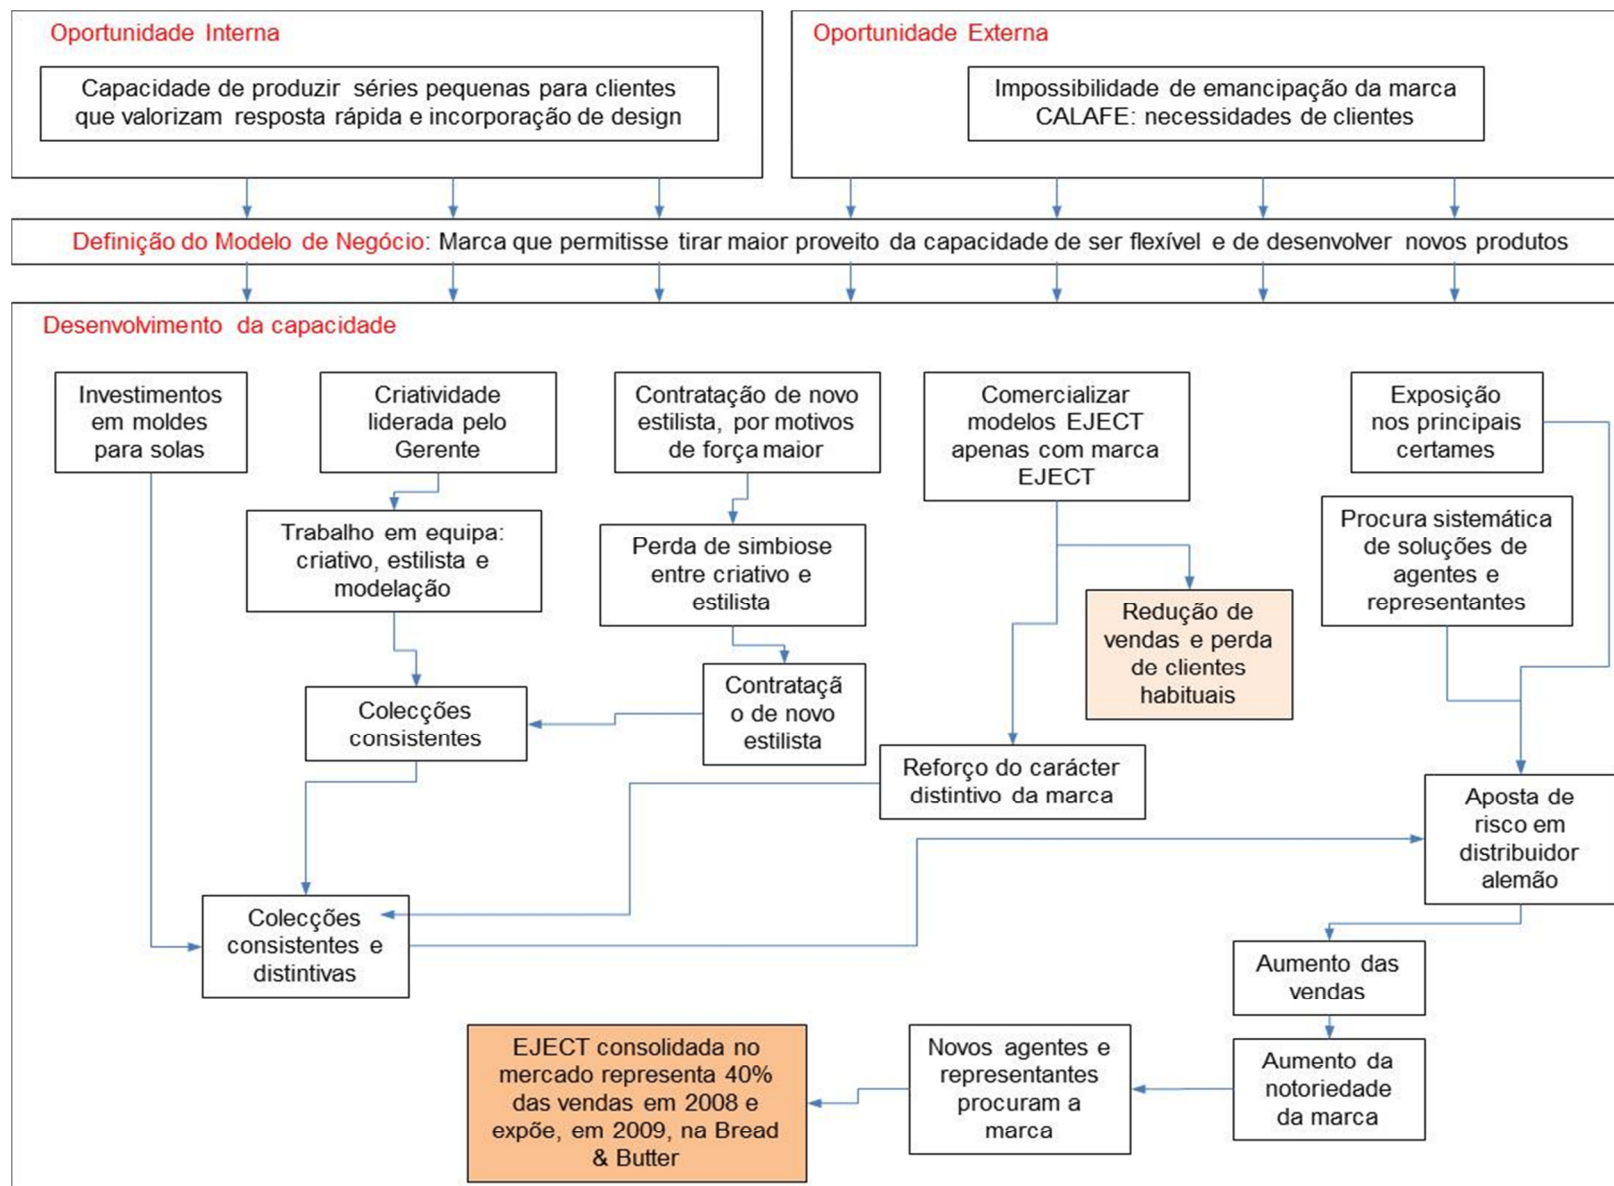 Oportunidade Interna
Capacidade de produzir séries pequenas para clientes
que valorizam resposta rápida e incorporação de design
Oportunidade Externa
Impossibilidade de emancipação da marca
CALAFE: necessidades de clientes
Definição do Modelo de Negócio: Marca que permitisse tirar maior proveito da capacidade de ser flexível e de desenvolver novos produtos
Desenvolvimento da capacidade
Investimentos
em moldes
para solas
Criatividade
liderada pelo
Gerente
Contratação de novo
estilista, por motivos
de força maior
Comercializar
modelos EJECT
apenas com marca
EJECT
Exposição
nos principais
certames
Trabalho em equipa:
criativo, estilista e
modelação
Perda de simbiose
entre criativo e
estilista
Procura sistemática
de soluções de
agentes e
representantes
Redução de
vendas e perda
de clientes
habituais
Colecções
consistentes
Contrataçã
o de novo
estilista
Reforço do carácter
distintivo da marca
Aposta de
risco em
distribuidor
alemão
Colecções
consistentes e
distintivas
Aumento das
vendas
EJECT consolidada no
mercado representa 40%
das vendas em 2008 e
expõe, em 2009, na Bread
& Butter
Novos agentes e
representantes
procuram a
marca
Aumento da
notoriedade
da marca